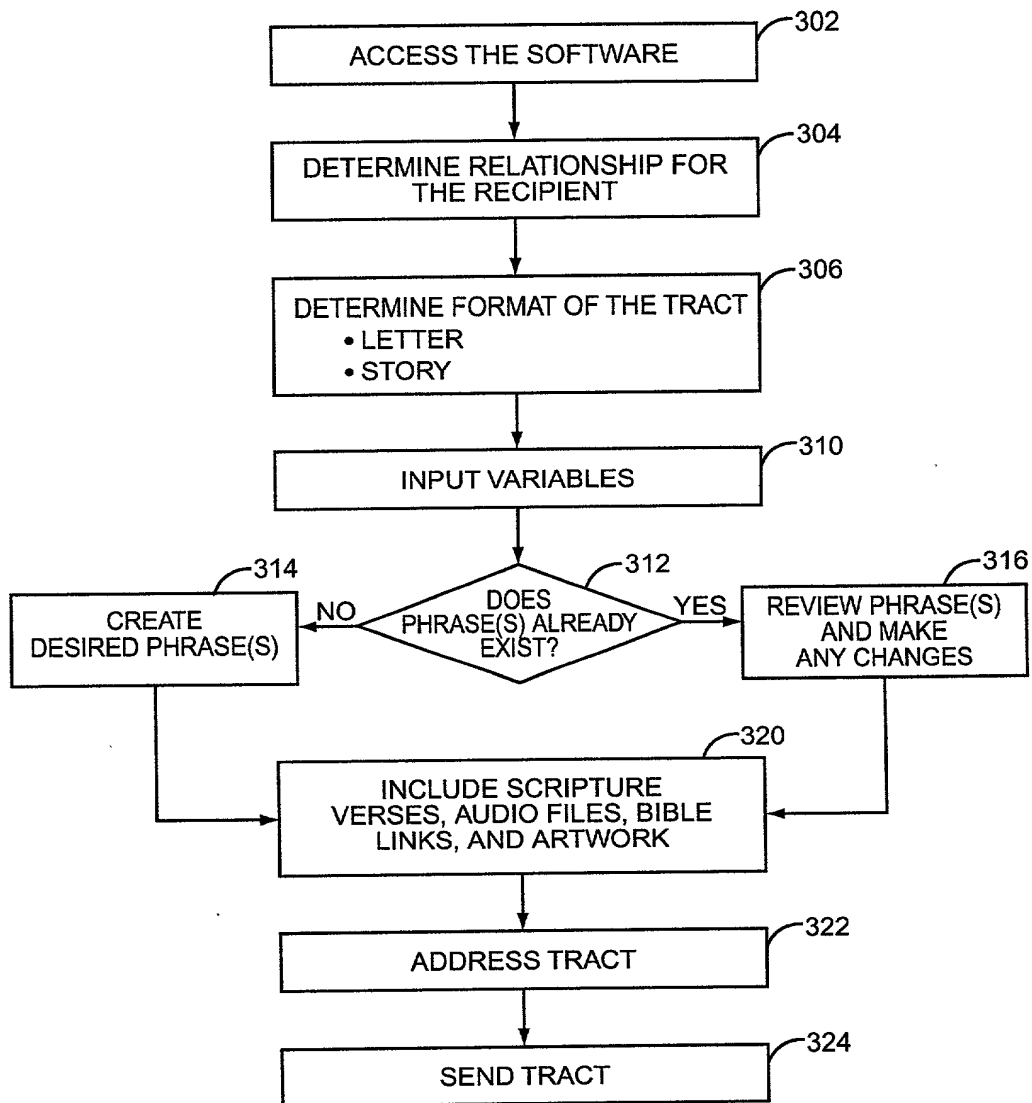 302
ACCESS THE SOFTWARE
304
DETERMINE RELATIONSHIP FOR
THE RECIPIENT
306
DETERMINE FORMAT OF THE TRACT
• LETTER
• STORY
310
INPUT VARIABLES
312
DOES
PHRASE(S) ALREADY
EXIST?
NO
YES
314
CREATE
DESIRED PHRASE(S)
316
REVIEW PHRASE(S)
AND MAKE
ANY CHANGES
320
INCLUDE SCRIPTURE
VERSES, AUDIO FILES, BIBLE
LINKS, AND ARTWORK
322
ADDRESS TRACT
324
SEND TRACT